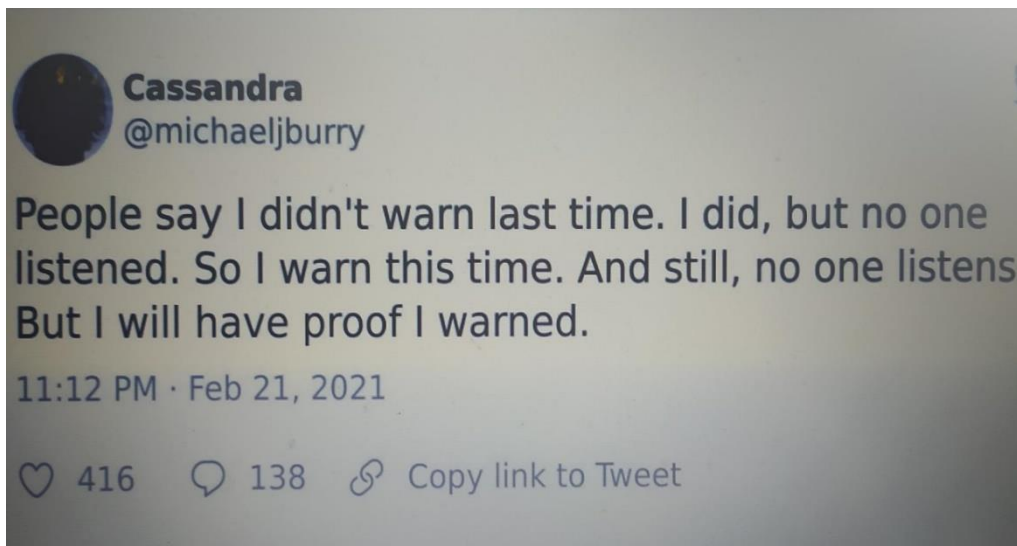 Cassandra
@michaeljburry
People say I didn't warn last time. I did, but no one
listened. So I warn this time. And still, no one listens
But I will have proof I warned.
11:12 PM · Feb 21, 2021
416 138 Copy link to Tweet